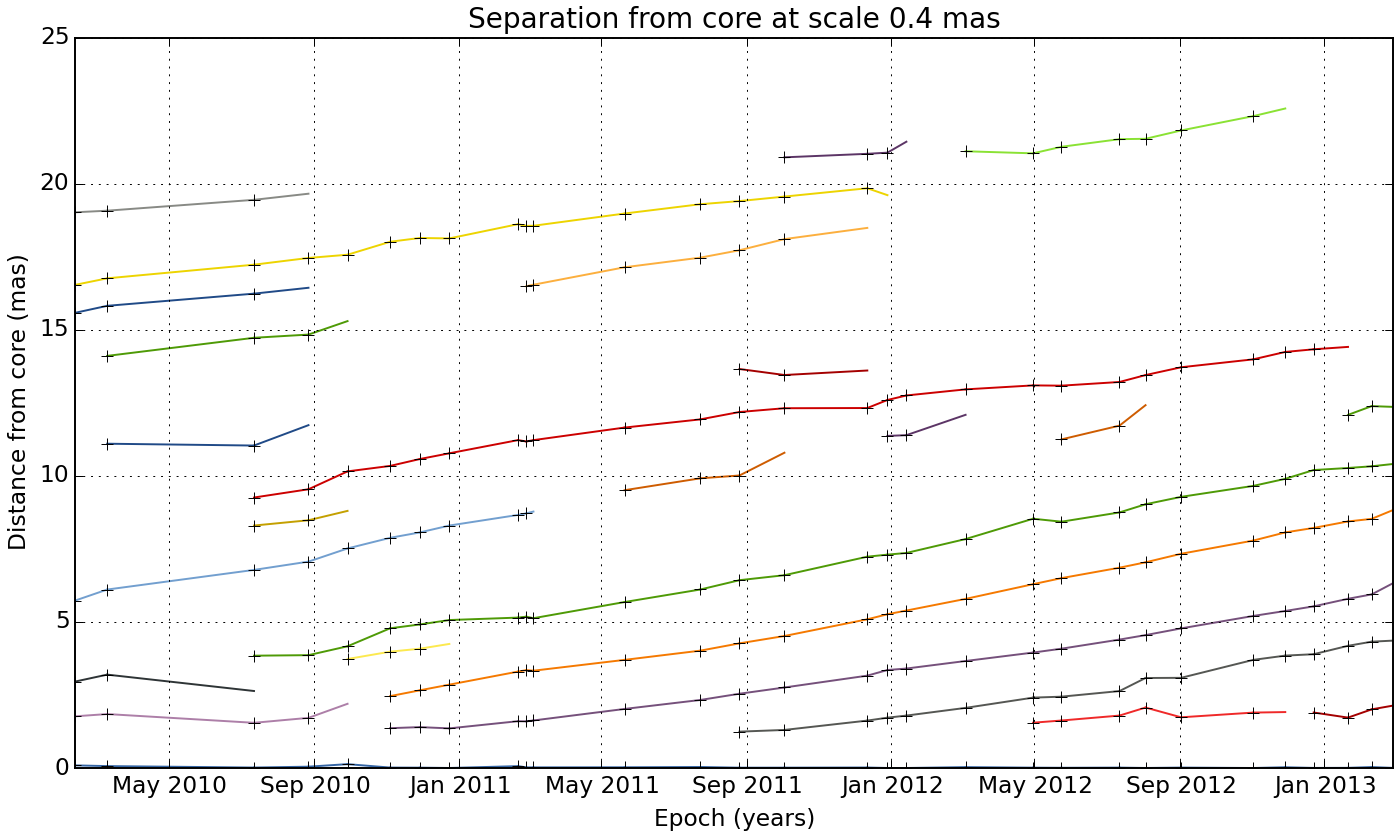 Separation from core at scale 0.4 mas
25
20
15
10
5
0
Distance from core (mas)
May 2010 Sep 2010 Jan 2011 May 2011 Sep 2011 Jan 2012 May 2012 Sep 2012 Jan 2013
Epoch (years)